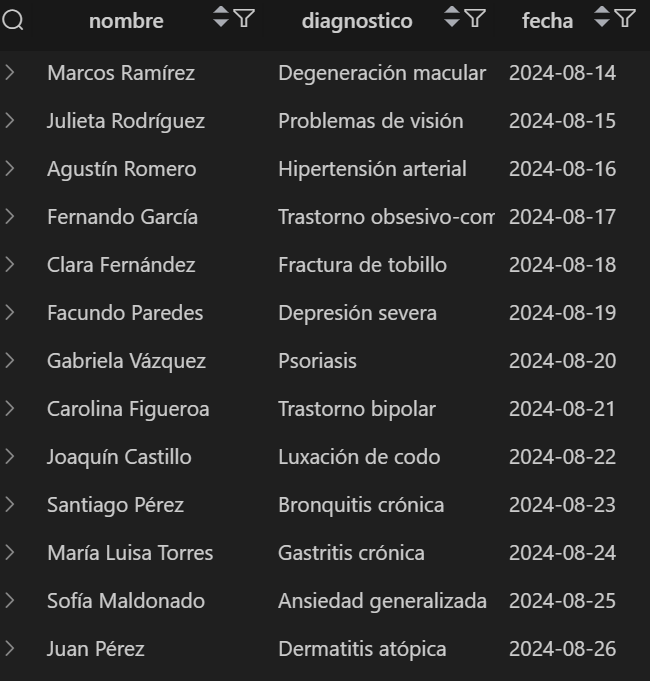 nombre diagnostico fecha
Marcos Ramírez Degeneración macular 2024-08-14
Julieta Rodríguez Problemas de visión 2024-08-15
Agustín Romero Hipertensión arterial 2024-08-16
Fernando García Trastorno obsesivo-com 2024-08-17
Clara Fernández Fractura de tobillo 2024-08-18
Facundo Paredes Depresión severa 2024-08-19
Gabriela Vázquez Psoriasis 2024-08-20
Carolina Figueroa Trastorno bipolar 2024-08-21
Joaquín Castillo Luxación de codo 2024-08-22
Santiago Pérez Bronquitis crónica 2024-08-23
María Luisa Torres Gastritis crónica 2024-08-24
Sofía Maldonado Ansiedad generalizada 2024-08-25
Juan Pérez Dermatitis atópica 2024-08-26